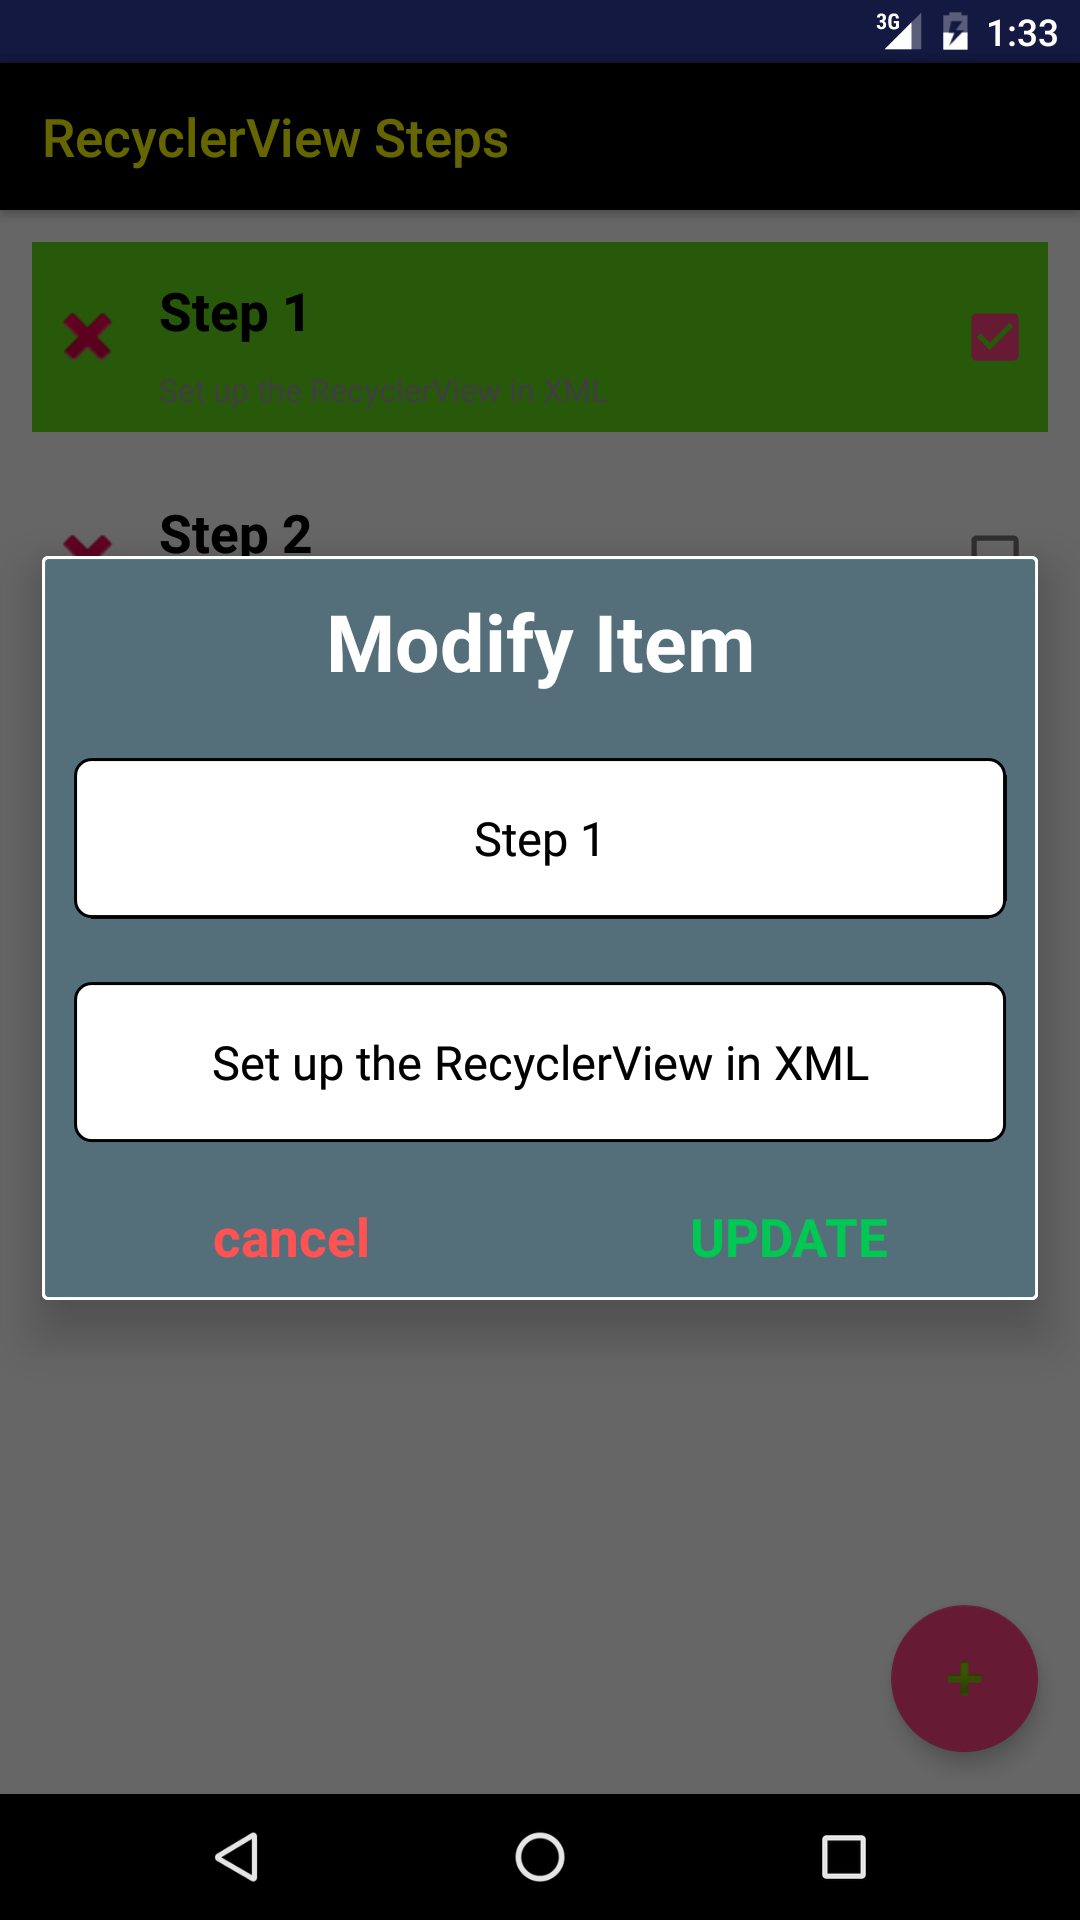 3G 1:33
RecyclerView Steps
Step 1
Set up the RecyclerView in XML
Step 2
Modify Item
Step 1
Set up the RecyclerView in XML
cancel UPDATE